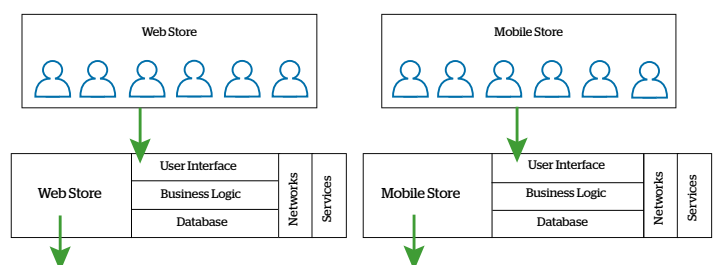 Web Store
Mobile Store
Web Store
User Interface
Business Logic
Database
Networks
Services
Mobile Store
User Interface
Business Logic
Database
Networks
Services